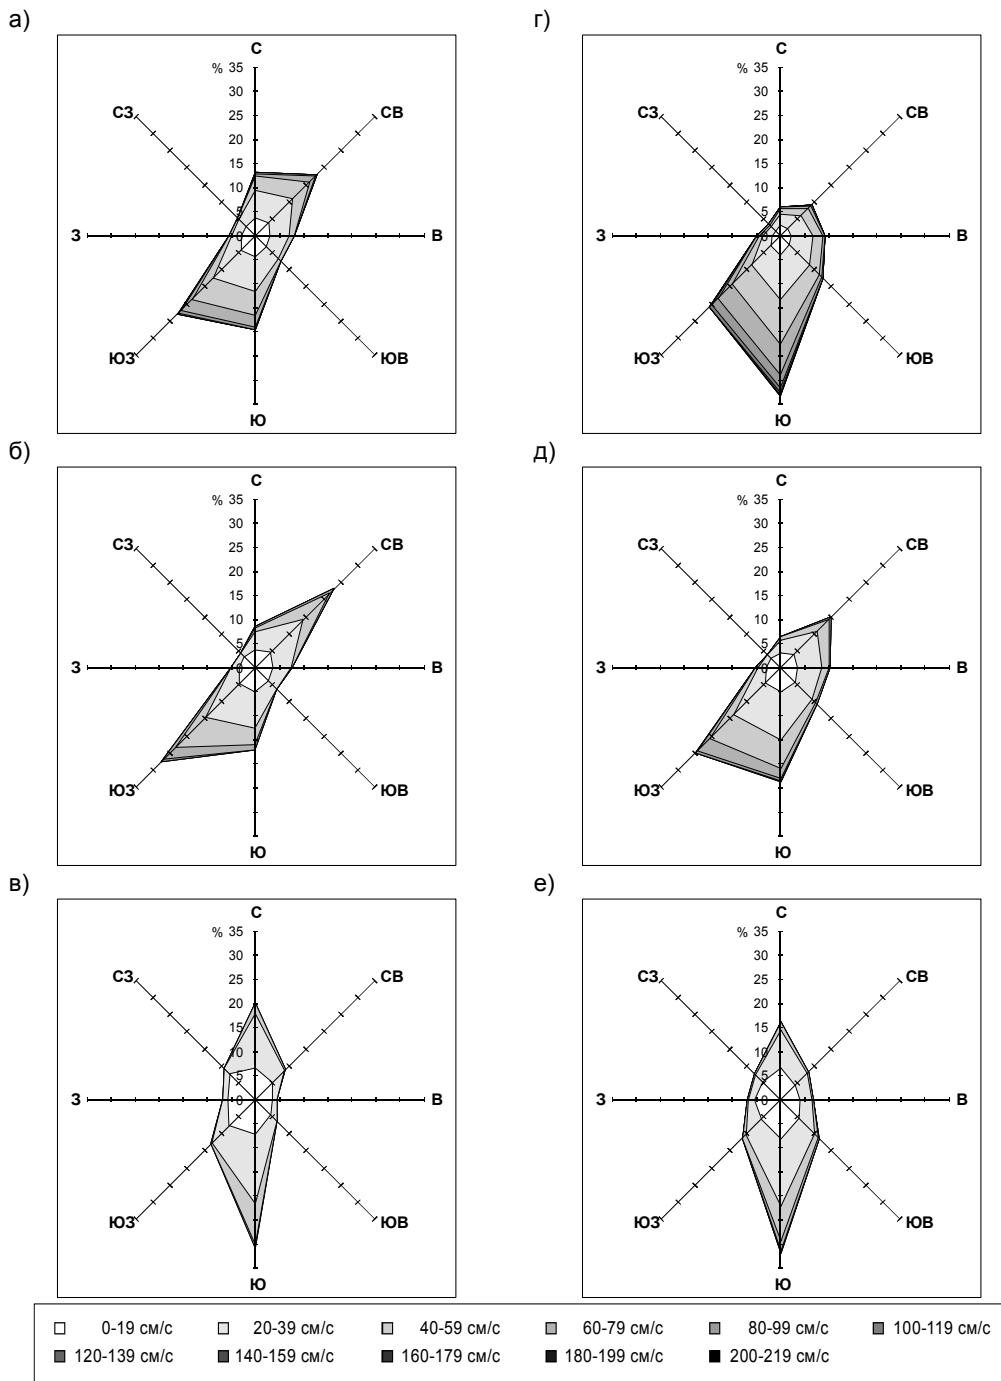 а)
С
%
35
30
25
20
15
10
5
0
СЗ
СВ
З
В
ЮЗ
ЮВ
Ю
г)
С
%
35
30
25
20
15
10
5
0
СЗ
СВ
З
В
ЮЗ
ЮВ
Ю
б)
С
%
35
30
25
20
15
10
5
0
СЗ
СВ
З
В
ЮЗ
ЮВ
Ю
д)
С
%
35
30
25
20
15
10
5
0
СЗ
СВ
З
В
ЮЗ
ЮВ
Ю
в)
С
%
35
30
25
20
15
10
5
0
СЗ
СВ
З
В
ЮЗ
ЮВ
Ю
е)
С
%
35
30
25
20
15
10
5
0
СЗ
СВ
З
В
ЮЗ
ЮВ
Ю
0-19 см/с 20-39 см/с 40-59 см/с 60-79 см/с 80-99 см/с 100-119 см/с
120-139 см/с 140-159 см/с 160-179 см/с 180-199 см/с 200-219 см/с